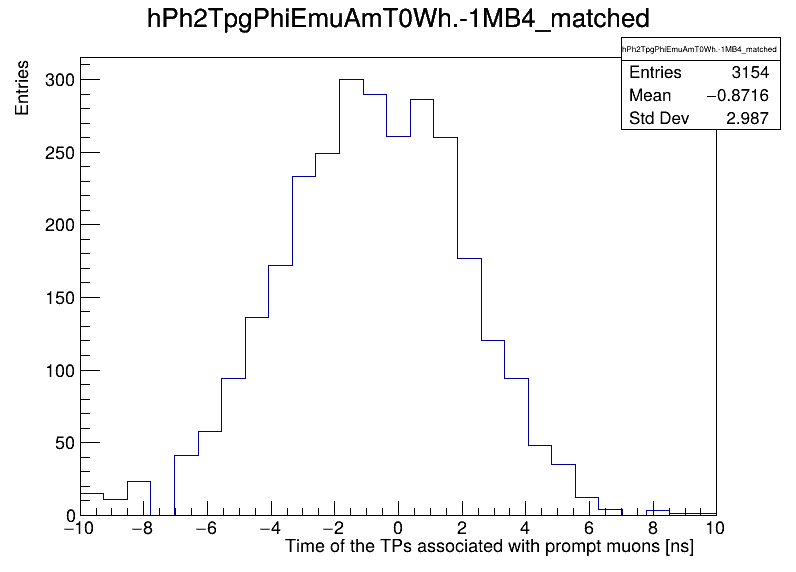 hPh2TpgPhiEmuAmT0Wh.-1MB4_matched
hPh2TpgPhiEmuAmT0Wh.-1MB4_matched
Entries 3154
Mean −0.8716
Std Dev 2.987
Entries
300
250
200
150
100
50
0
−10 −8 −6 −4 −2 0 2 4 6 8 10
Time of the TPs associated with prompt muons [ns]